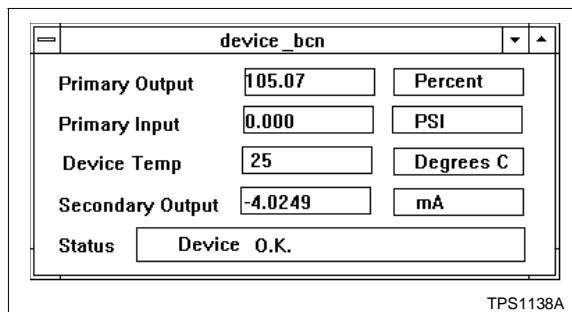 device_bcn
Primary Output 105.07 Percent
Primary Input 0.000 PSI
Device Temp 25 Degrees C
Secondary Output -4.0249 mA
Status Device O.K.
TPS1138A